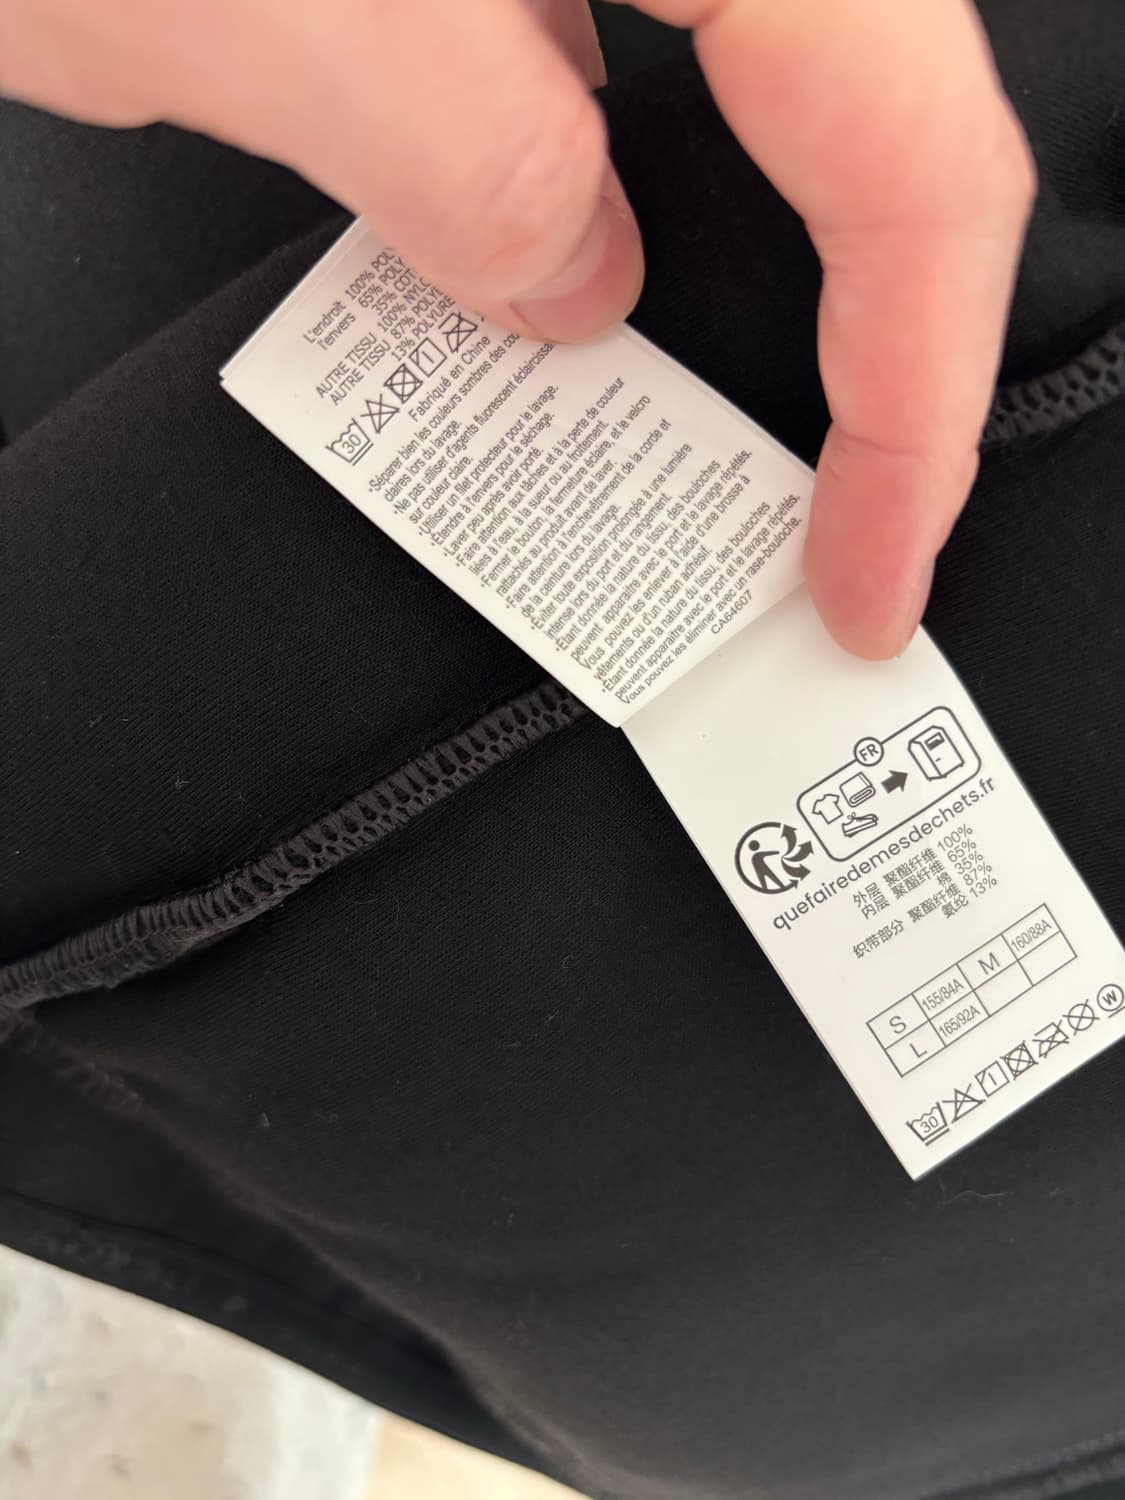 L'endroit 100%
l'envers 65%
35%
AUTRE TISSU 100%
AUTRE TISSU 87%
13%
30
Fabriqué en Chine
•Séparer bien les couleurs sombres des
claires lors du lavage.
•Ne pas utiliser d'agents fluorescent
sur couleur claire.
•Utiliser un filet protecteur pour le lavage.
•Étendre à l'envers pour le séchage.
•Laver peu après avoir porté.
•Faire attention aux tâches et à la perte de couleur
liées à l'eau à la sueur ou au frottement.
•Fermer le bouton, la fermeture éclaire, et le velcro
rattachés au produit avant de laver.
•Faire attention à l'enchevêtrement de la corde et
de la ceinture lors du lavage.
•Éviter toute exposition prolongée à une lumière
intense lors du port et du rangement.
•Étant donnée la nature du tissu, des bouloches
peuvent apparaitre avec le port et le lavage répétés.
Vous pouvez les enlever à l'aide d'une brosse à
vêtements ou d'un ruban adhésif.
•Étant donnée la nature du tissu, des bouloches
peuvent apparaitre avec le port et le lavage répétés.
Vous pouvez les éliminer avec un rase-bouloche.
CA64607
FR
quefairedemesdechets.fr
外层 聚酯纤维 100%
内层 聚酯纤维 65%
棉 35%
织带部分 聚酯纤维 87%
氨纶 13%
S 155/84A M 160/88A
L 165/92A
30 W